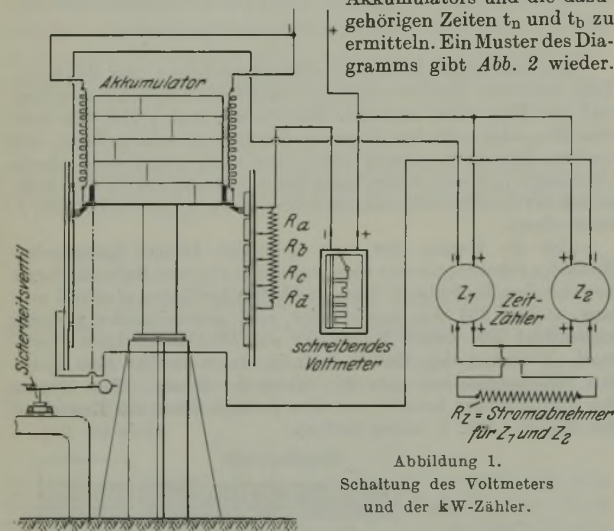 Akkumulators und die dazu-
gehörigen Zeiten tn und tb zu
ermitteln. Ein Muster des Dia-
gramms gibt Abb. 2 wieder.
Akkumulator
Ra
Rb
Rc
Rd
Sicherheitsventil
schreibendes
Voltmeter
Z1
Zeit-
Zähler
Z2
RZ = Stromabnehmer
für Z1 und Z2
Abbildung 1.
Schaltung des Voltmeters
und der kW-Zähler.